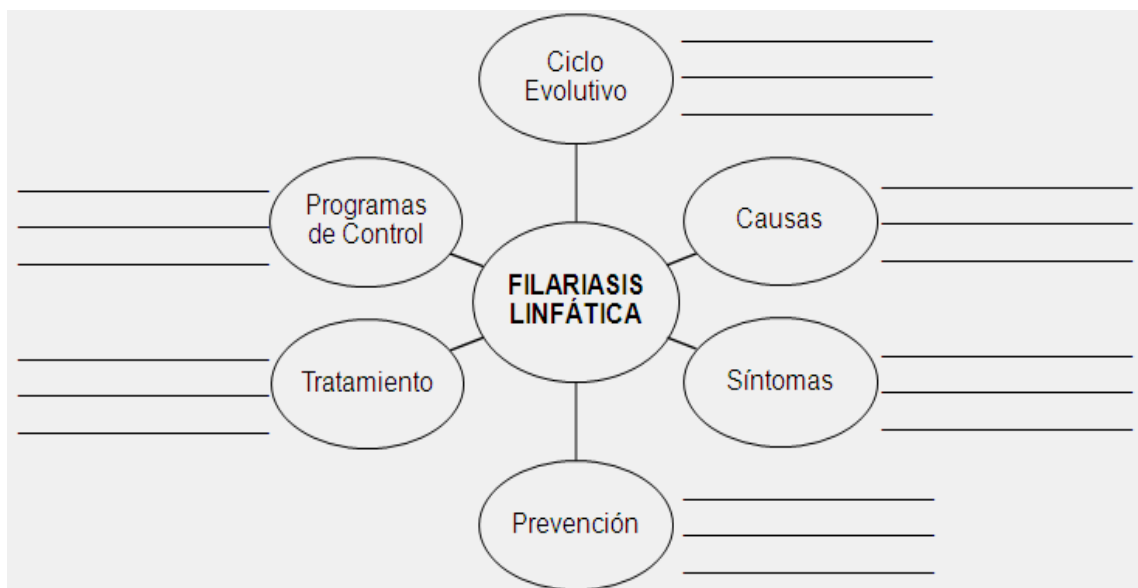 Ciclo
Evolutivo
Programas
de Control
Causas
FILARIASIS
LINFÁTICA
Tratamiento
Síntomas
Prevención